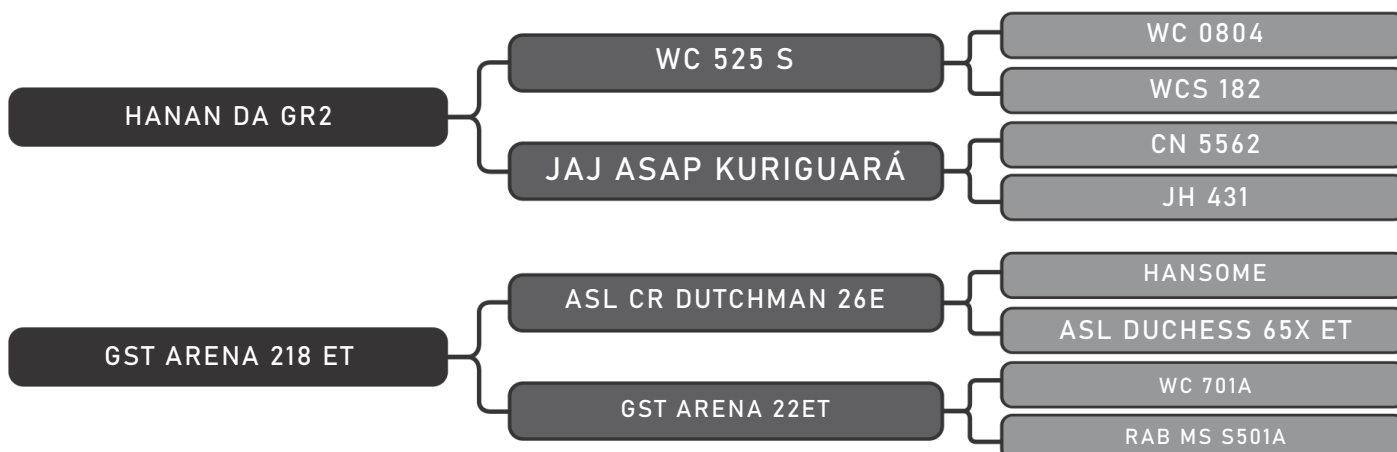 HANAN DA GR2
WC 525 S
WC 0804
WCS 182
JAJ ASAP KURIGUARÁ
CN 5562
JH 431
GST ARENA 218 ET
ASL CR DUTCHMAN 26E
HANSOME
ASL DUCHESS 65X ET
GST ARENA 22ET
WC 701A
RAB MS S501A